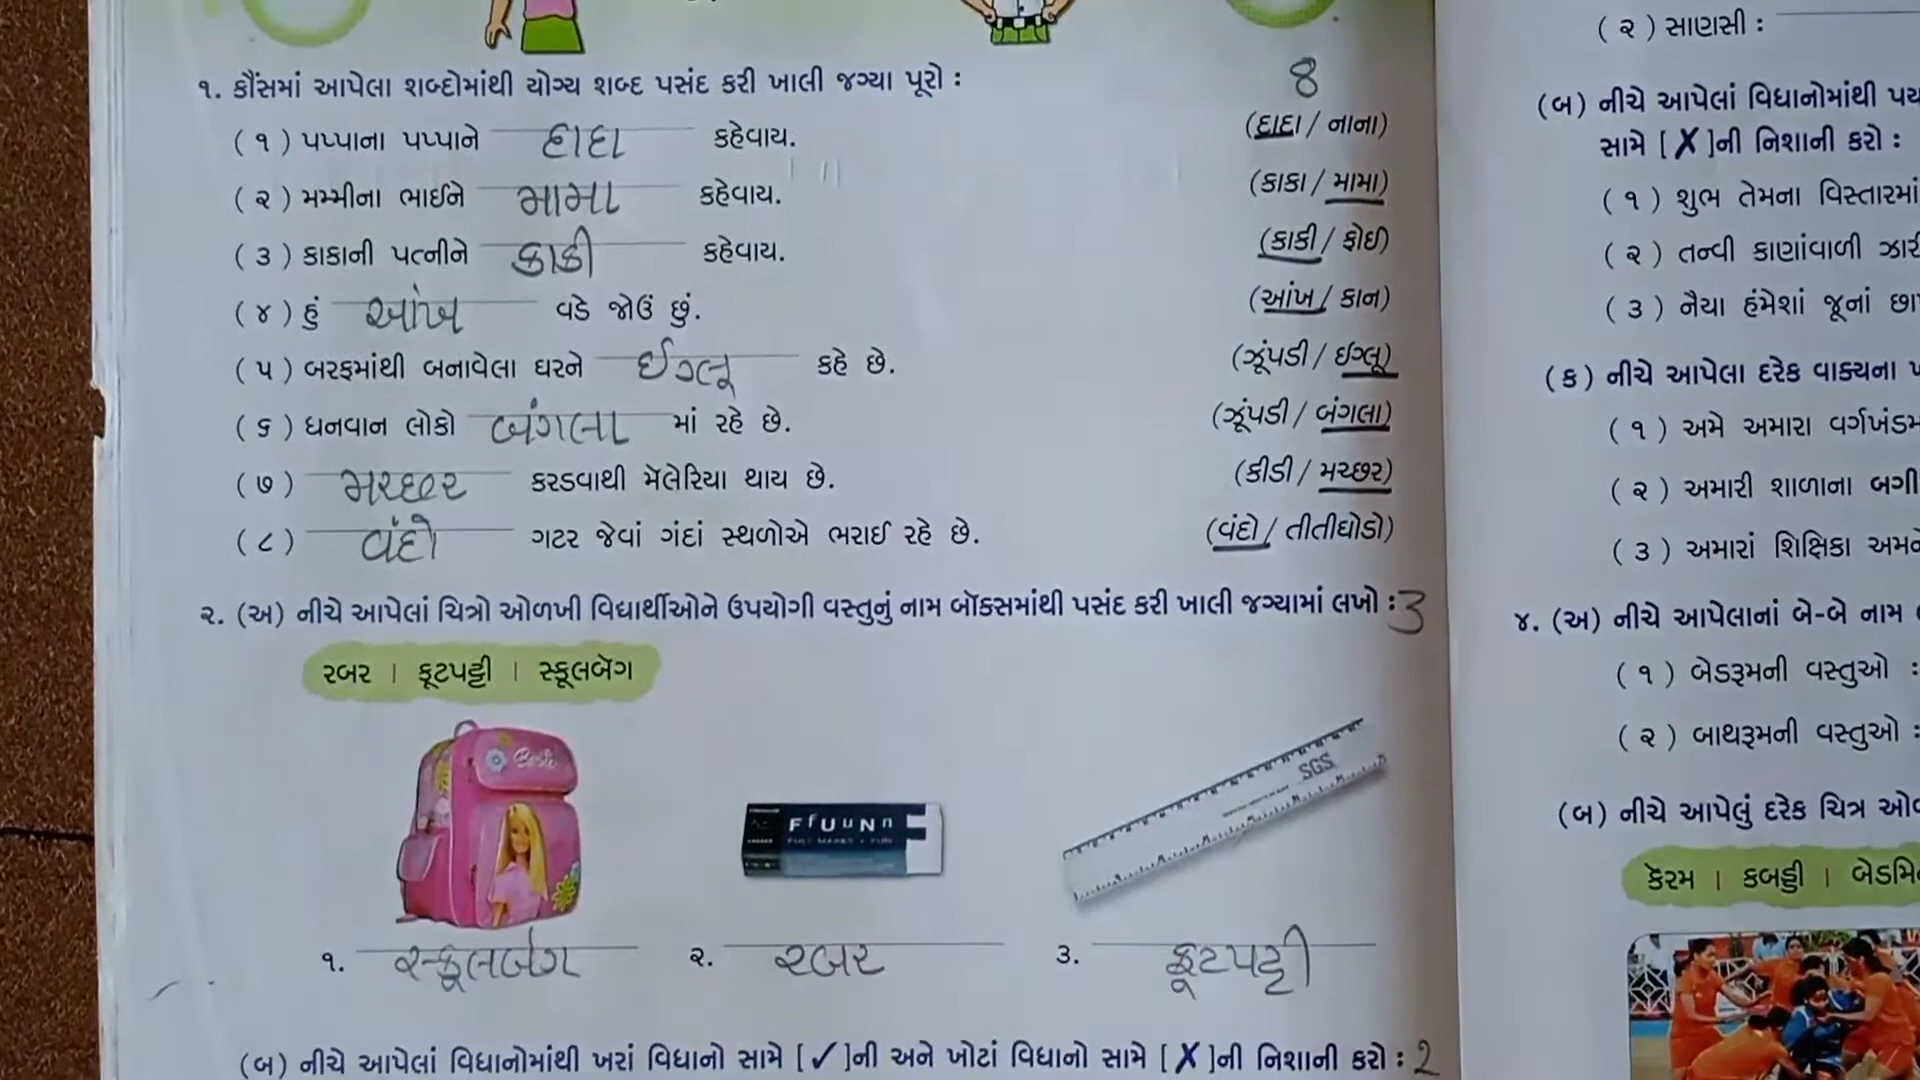 ૧. કૌંસમાં આપેલા શબ્દોમાંથી યોગ્ય શબ્દ પસંદ કરી ખાલી જગ્યા પૂરો : 8
(૧) પપ્પાના પપ્પાને દાદા કહેવાય. (દાદા / નાના)
(૨) મમ્મીના ભાઈને મામા કહેવાય. (કાકા / મામા)
(૩) કાકાની પત્નીને કાકી કહેવાય. (કાકી / ફોઈ)
(૪) હું આંખ વડે જોઉં છું. (આંખ / કાન)
(૫) બરફમાંથી બનાવેલા ઘરને ઈગ્લૂ કહે છે. (ઝૂંપડી / ઈગ્લૂ)
(૬) ધનવાન લોકો બંગલા માં રહે છે. (ઝૂંપડી / બંગલા)
(૭) મચ્છર કરડવાથી મૅલેરિયા થાય છે. (કીડી / મચ્છર)
(૮) વંદો ગટર જેવાં ગંદાં સ્થળોએ ભરાઈ રહે છે. (વંદો / તીતીઘોડો)
૨. (અ) નીચે આપેલાં ચિત્રો ઓળખી વિદ્યાર્થીઓને ઉપયોગી વસ્તુનું નામ બૉક્સમાંથી પસંદ કરી ખાલી જગ્યામાં લખો : 3
રબર | ફૂટપટ્ટી | સ્કૂલબૅગ
FfUuNn
SGS
૧. સ્કૂલબૅગ ૨. રબર ૩. ફૂટપટ્ટી
(બ) નીચે આપેલાં વિધાનોમાંથી ખરાં વિધાનો સામે [✓]ની અને ખોટાં વિધાનો સામે [✗]ની નિશાની કરો : 2
(૨) સાણસી :
(બ) નીચે આપેલાં વિધાનોમાંથી
સામે [✗]ની નિશાની કરો :
(૧) શુભ તેમના વિસ્તારમાં
(૨) તન્વી કાણાંવાળી
(૩) નૈયા હંમેશાં જૂનાં
(ક) નીચે આપેલા દરેક વાક્યના
(૧) અમે અમારા
(૨) અમારી શાળાના
(૩) અમારાં શિક્ષિકા
૪. (અ) નીચે આપેલાનાં બે-બે નામ
(૧) બેડરૂમની વસ્તુઓ :
(૨) બાથરૂમની વસ્તુઓ :
(બ) નીચે આપેલું દરેક ચિત્ર
કૅરમ | કબડ્ડી |